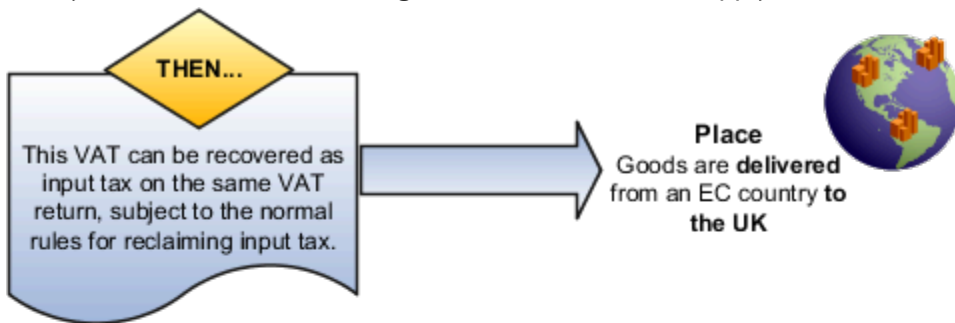 THEN...
This VAT can be recovered as
input tax on the same VAT
return, subject to the normal
rules for reclaiming input tax.
Place
Goods are delivered
from an EC country to
the UK